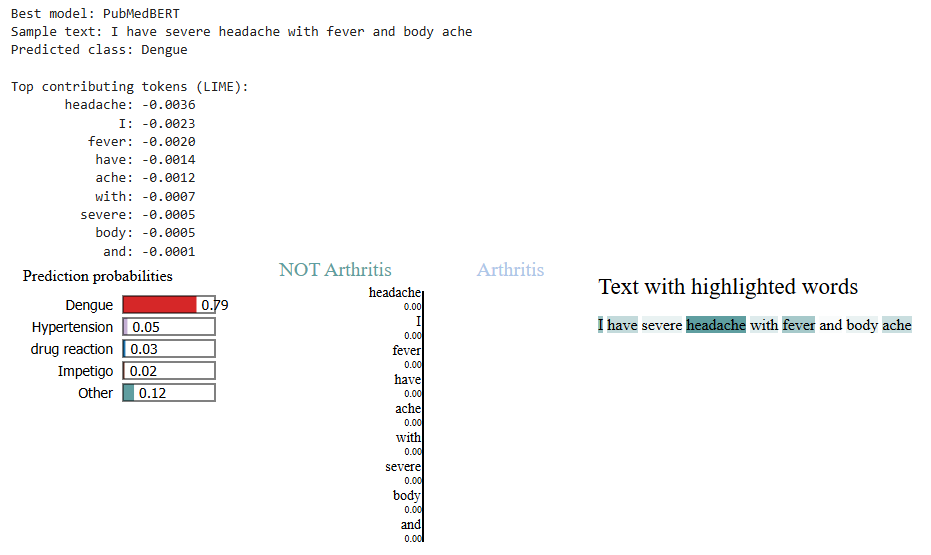 Best model: PubMedBERT
Sample text: I have severe headache with fever and body ache
Predicted class: Dengue
Top contributing tokens (LIME):
headache: -0.0036
I: -0.0023
fever: -0.0020
have: -0.0014
ache: -0.0012
with: -0.0007
severe: -0.0005
body: -0.0005
and: -0.0001
Prediction probabilities
Dengue 0.79
Hypertension 0.05
drug reaction 0.03
Impetigo 0.02
Other 0.12
NOT Arthritis Arthritis
headache
0.00
I
0.00
fever
0.00
have
0.00
ache
0.00
with
0.00
severe
0.00
body
0.00
and
0.00
Text with highlighted words
I have severe headache with fever and body ache